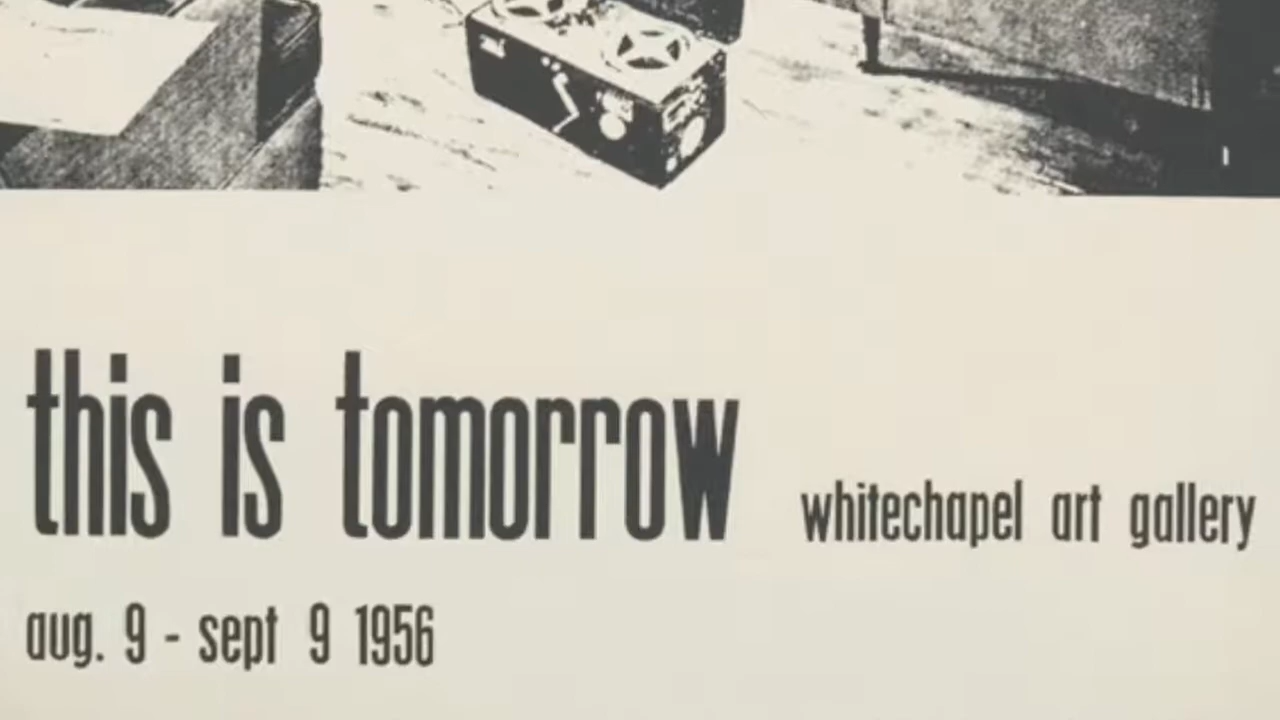 this is tomorrow whitechapel art gallery
aug. 9 - sept 9 1956